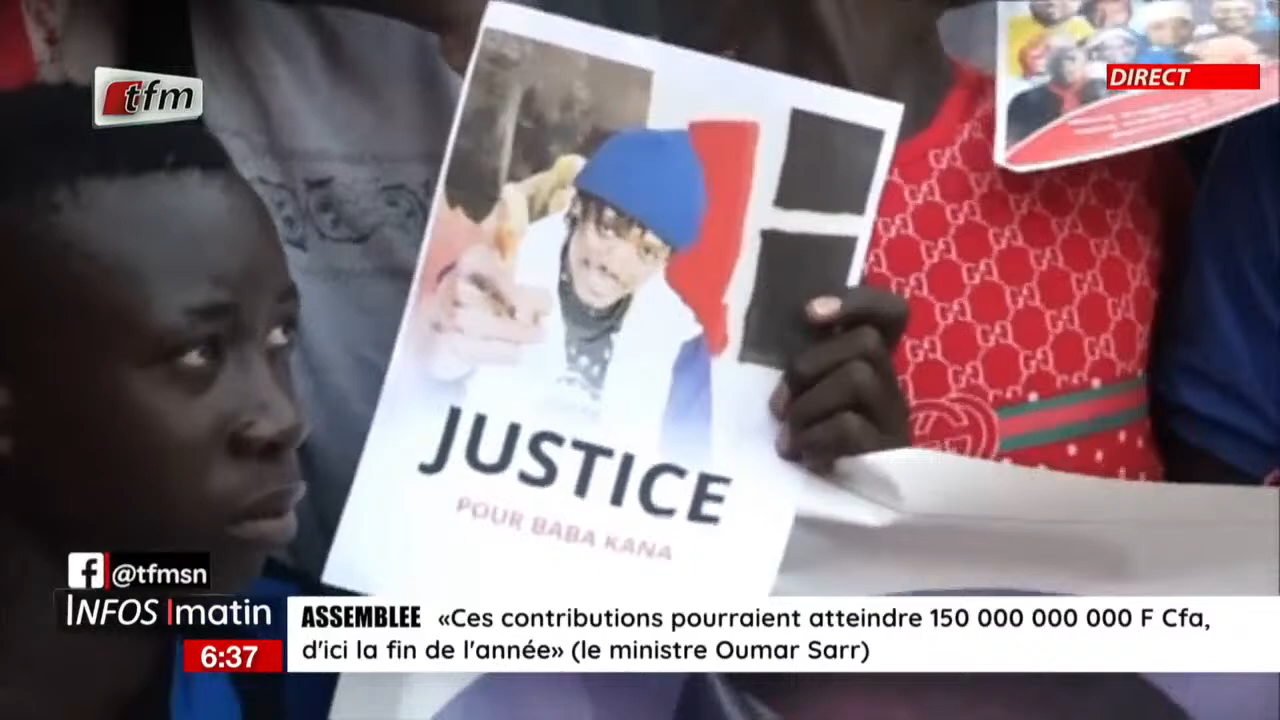 tfm
DIRECT
JUSTICE
POUR BABA KANA
@tfmsn
INFOS matin
6:37
ASSEMBLEE «Ces contributions pourraient atteindre 150 000 000 000 F Cfa,
d'ici la fin de l'année» (le ministre Oumar Sarr)